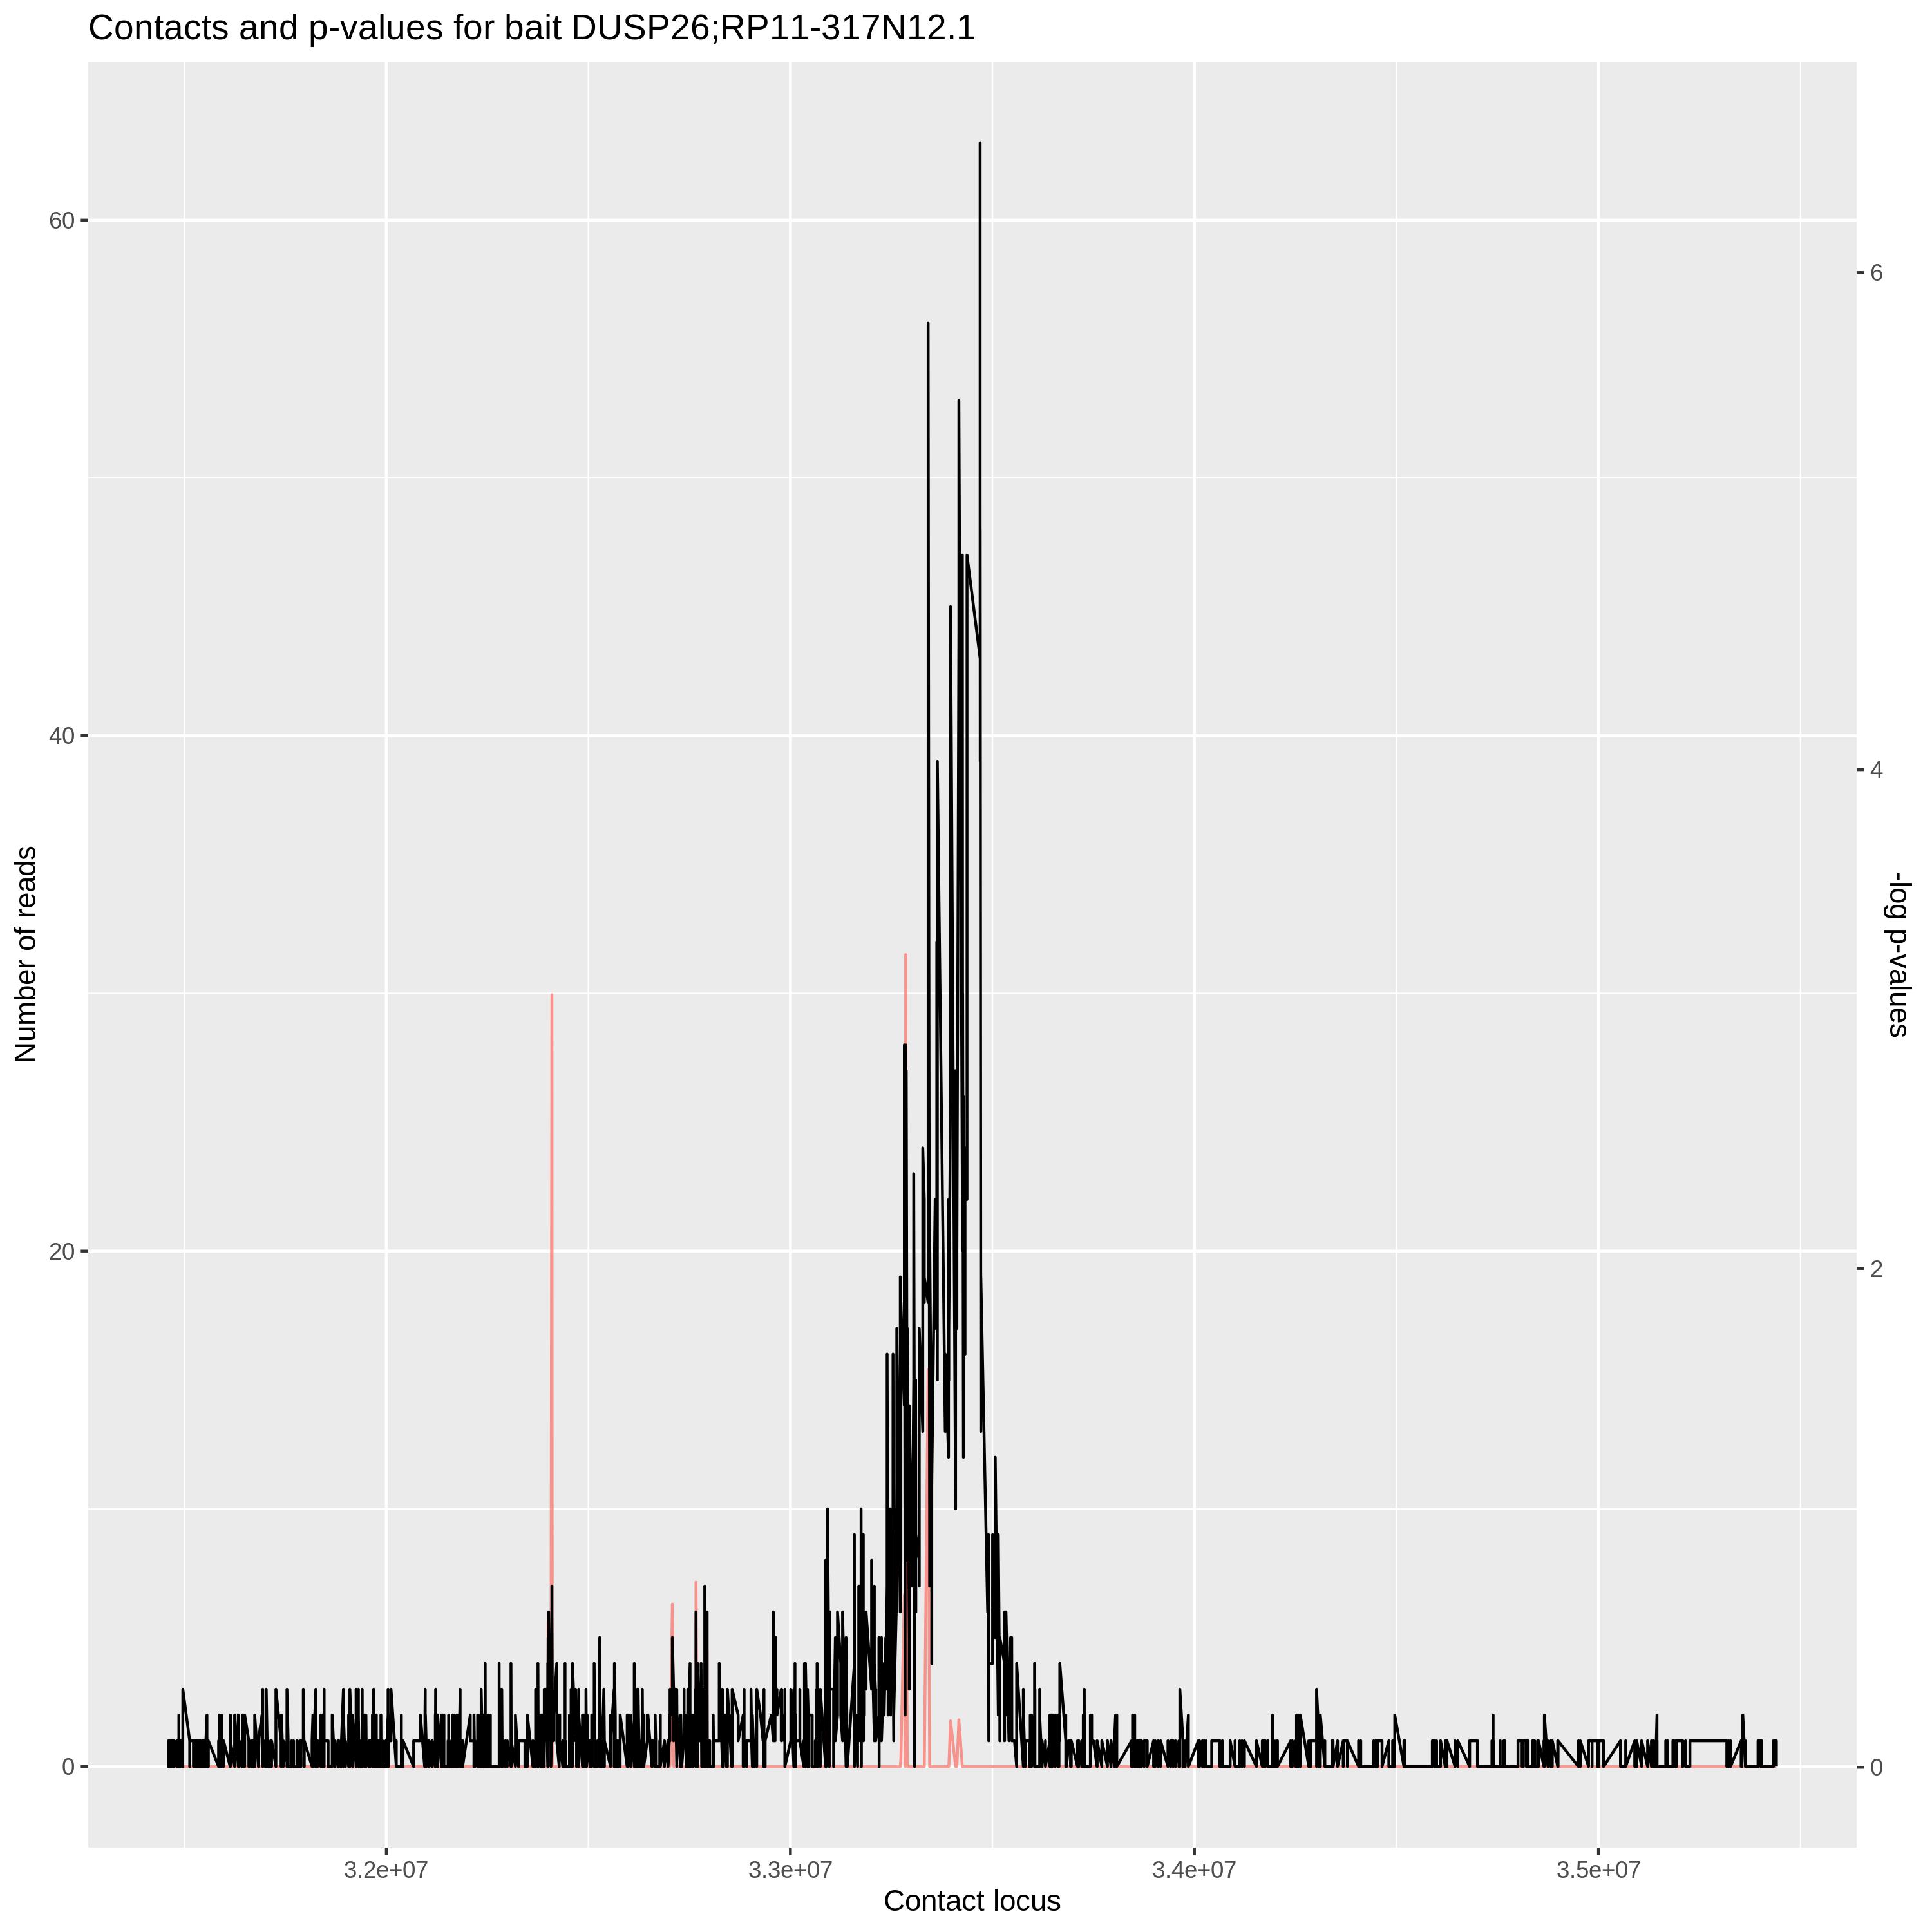 Contacts and p-values for bait DUSP26;RP11-317N12.1
60
40
20
0
Number of reads
6
4
2
0
-log p-values
3.2e+07
3.3e+07
3.4e+07
3.5e+07
Contact locus